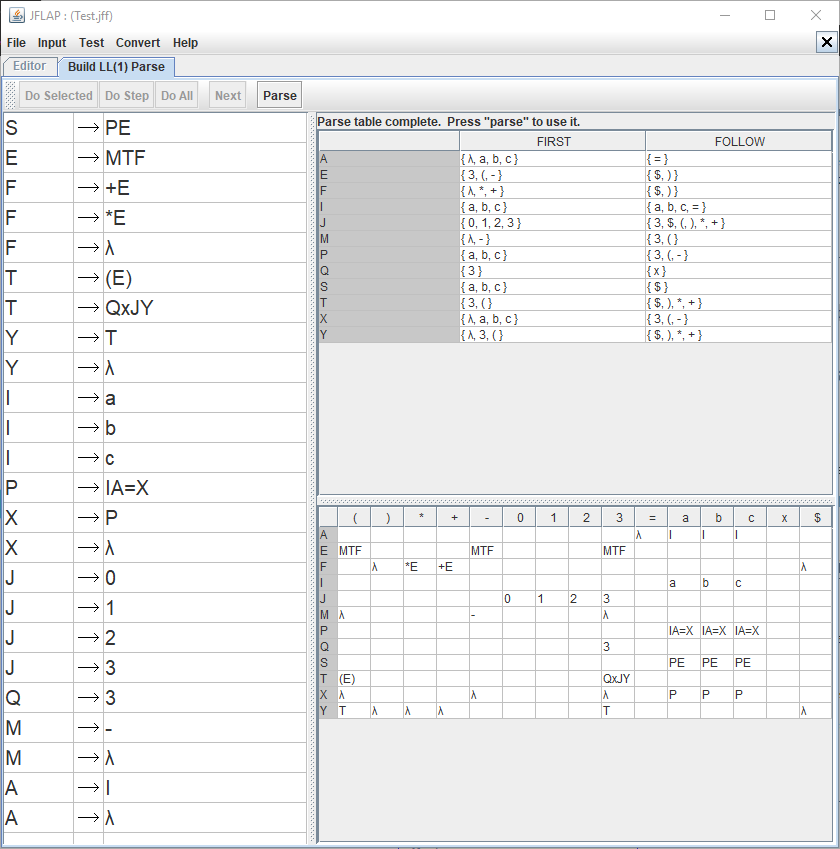 JFLAP : (Test.jff)
File Input Test Convert Help
Editor Build LL(1) Parse
Do Selected Do Step Do All Next Parse
S → PE
E → MTF
F → +E
F → *E
F → λ
T → (E)
T → QxJY
Y → T
Y → λ
I → a
I → b
I → c
P → IA=X
X → P
X → λ
J → 0
J → 1
J → 2
J → 3
Q → 3
M → -
M → λ
A → I
A → λ
Parse table complete. Press "parse" to use it.
FIRST FOLLOW
A { λ, a, b, c } { = }
E { 3, (, - } { $, ) }
F { λ, *, + } { $, ) }
I { a, b, c } { a, b, c, = }
J { 0, 1, 2, 3 } { 3, $, (, ), *, + }
M { λ, - } { 3, ( }
P { a, b, c } { 3, (, - }
Q { 3 } { x }
S { a, b, c } { $ }
T { 3, ( } { $, ), *, + }
X { λ, a, b, c } { 3, (, - }
Y { λ, 3, ( } { $, ), *, + }
( ) * + - 0 1 2 3 = a b c x $
A λ I I I
E MTF MTF MTF
F λ *E +E λ
I a b c
J 0 1 2 3
M λ - λ
P IA=X IA=X IA=X
Q 3
S PE PE PE
T (E) QxJY
X λ λ λ P P P
Y T λ λ λ T λ